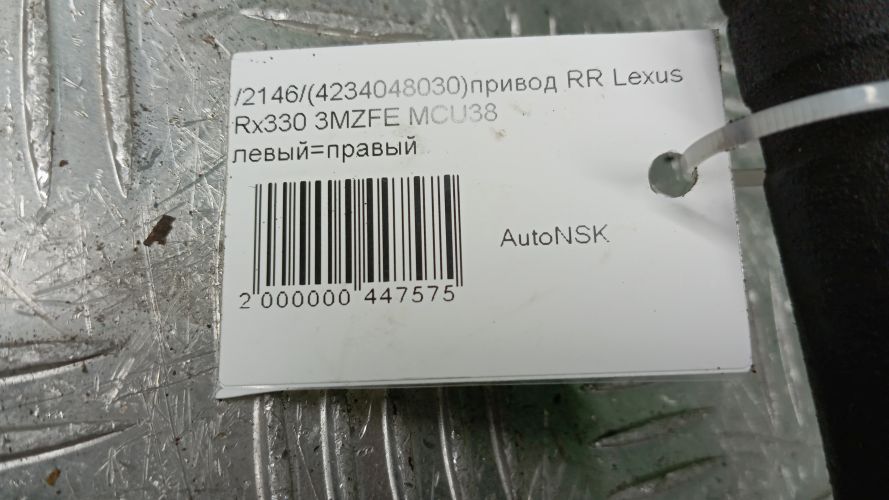 /2146/(4234048030)привод RR Lexus
Rx330 3MZFE MCU38
левый=правый
AutoNSK
2 000000 447575